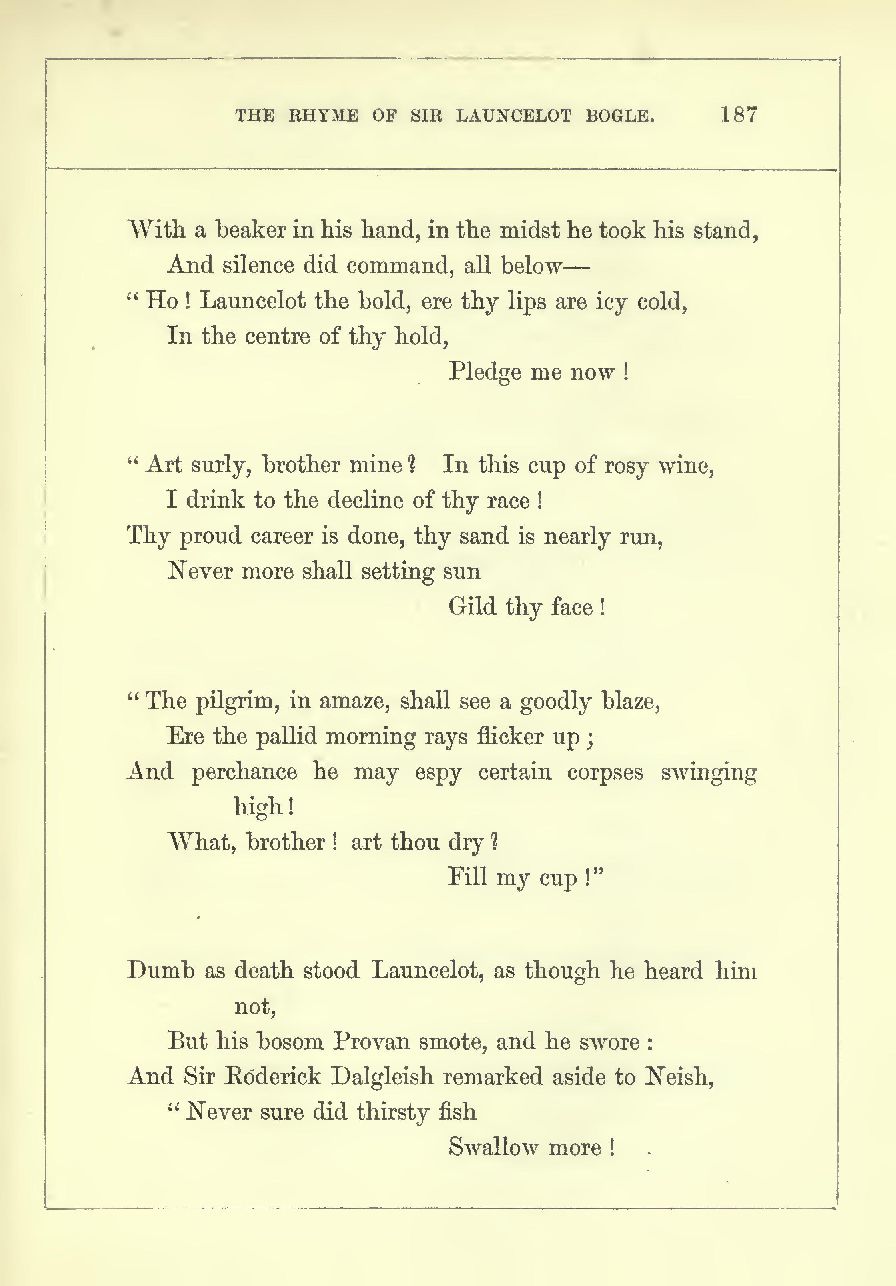 THE RHYME OF SIR LAUNCELOT BOGLE. 187
With a beaker in his hand, in the midst he took his stand,
And silence did command, all below—
“ Ho ! Launcelot the bold, ere thy lips are icy cold,
In the centre of thy hold,
Pledge me now !
“ Art surly, brother mine ? In this cup of rosy wine,
I drink to the decline of thy race !
Thy proud career is done, thy sand is nearly run,
Never more shall setting sun
Gild thy face !
“ The pilgrim, in amaze, shall see a goodly blaze,
Ere the pallid morning rays flicker up ;
And perchance he may espy certain corpses swinging
high !
What, brother ! art thou dry ?
Fill my cup !”
Dumb as death stood Launcelot, as though he heard him
not,
But his bosom Provan smote, and he swore :
And Sir Roderick Dalgleish remarked aside to Neish,
“ Never sure did thirsty fish
Swallow more !